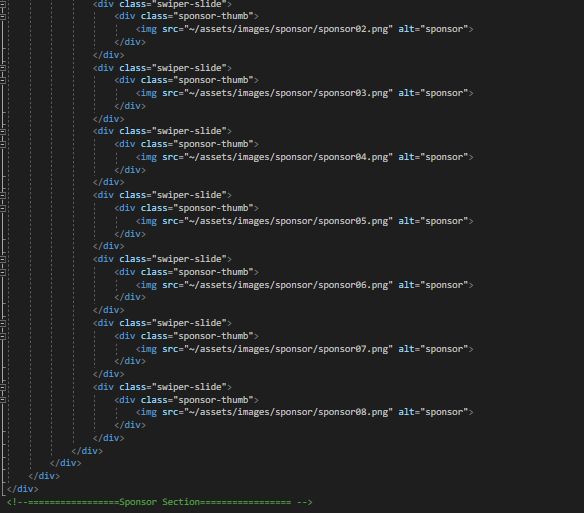 <div class="swiper-slide">
<div class="sponsor-thumb">
<img src="~/assets/images/sponsor/sponsor02.png" alt="sponsor">
</div>
</div>
<div class="swiper-slide">
<div class="sponsor-thumb">
<img src="~/assets/images/sponsor/sponsor03.png" alt="sponsor">
</div>
</div>
<div class="swiper-slide">
<div class="sponsor-thumb">
<img src="~/assets/images/sponsor/sponsor04.png" alt="sponsor">
</div>
</div>
<div class="swiper-slide">
<div class="sponsor-thumb">
<img src="~/assets/images/sponsor/sponsor05.png" alt="sponsor">
</div>
</div>
<div class="swiper-slide">
<div class="sponsor-thumb">
<img src="~/assets/images/sponsor/sponsor06.png" alt="sponsor">
</div>
</div>
<div class="swiper-slide">
<div class="sponsor-thumb">
<img src="~/assets/images/sponsor/sponsor07.png" alt="sponsor">
</div>
</div>
<div class="swiper-slide">
<div class="sponsor-thumb">
<img src="~/assets/images/sponsor/sponsor08.png" alt="sponsor">
</div>
</div>
</div>
</div>
</div>
</div>
<!--=================Sponsor Section================= -->